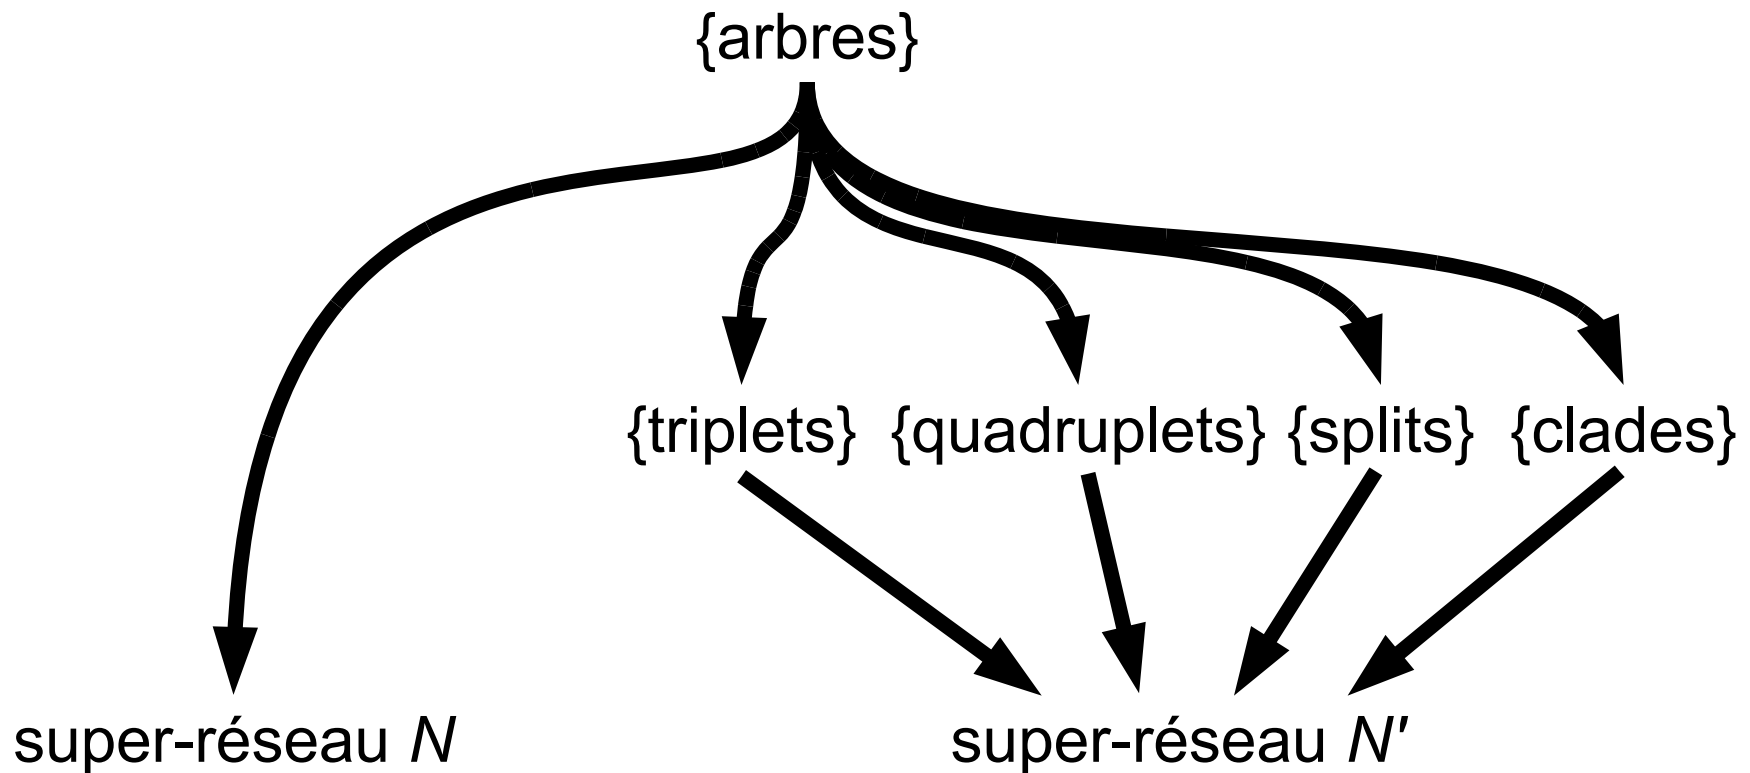 {arbres}
{triplets} {quadruplets} {splits} {clades}
super-réseau N super-réseau N'